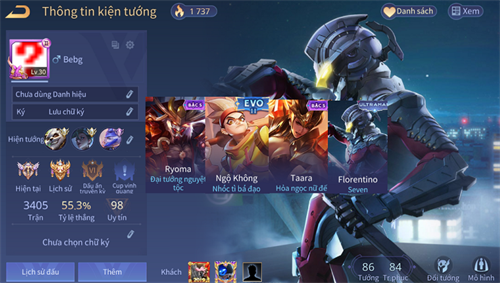 Thông tin kiện tướng
1 737
Danh sách
Xem
Bebg
Lv.30
Chưa dùng Danh hiệu
Ký Lưu chữ ký
Hiện tướng
Hiện tại Lịch sử Dấu ấn truyền kỳ Cup vinh quang
3405 55.3% 98
Trận Tỷ lệ thắng Uy tín
Chưa chọn chữ ký
Lịch sử đấu Thêm
BẬC S EVO BẬC S ULTRAMAN
Ryoma
Đại tướng nguyệt tộc
Ngộ Không
Nhóc tì bá đạo
Taara
Hỏa ngọc nữ đế
Florentino
Seven
Khách
86 84
Tướng Tr.phục
Đổi tướng Mô hình